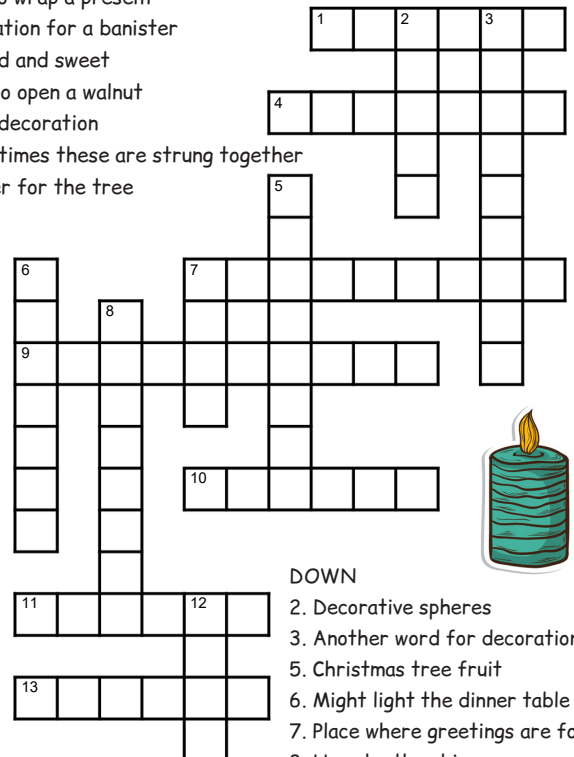 wrap a present
ation for a banister
d and sweet
o open a walnut
decoration
times these are strung together
r for the tree
1 2 3
4
5
6 7
8
9
10
DOWN
11 12
2. Decorative spheres
3. Another word for decoration
5. Christmas tree fruit
13
6. Might light the dinner table
7. Place where greetings are fo